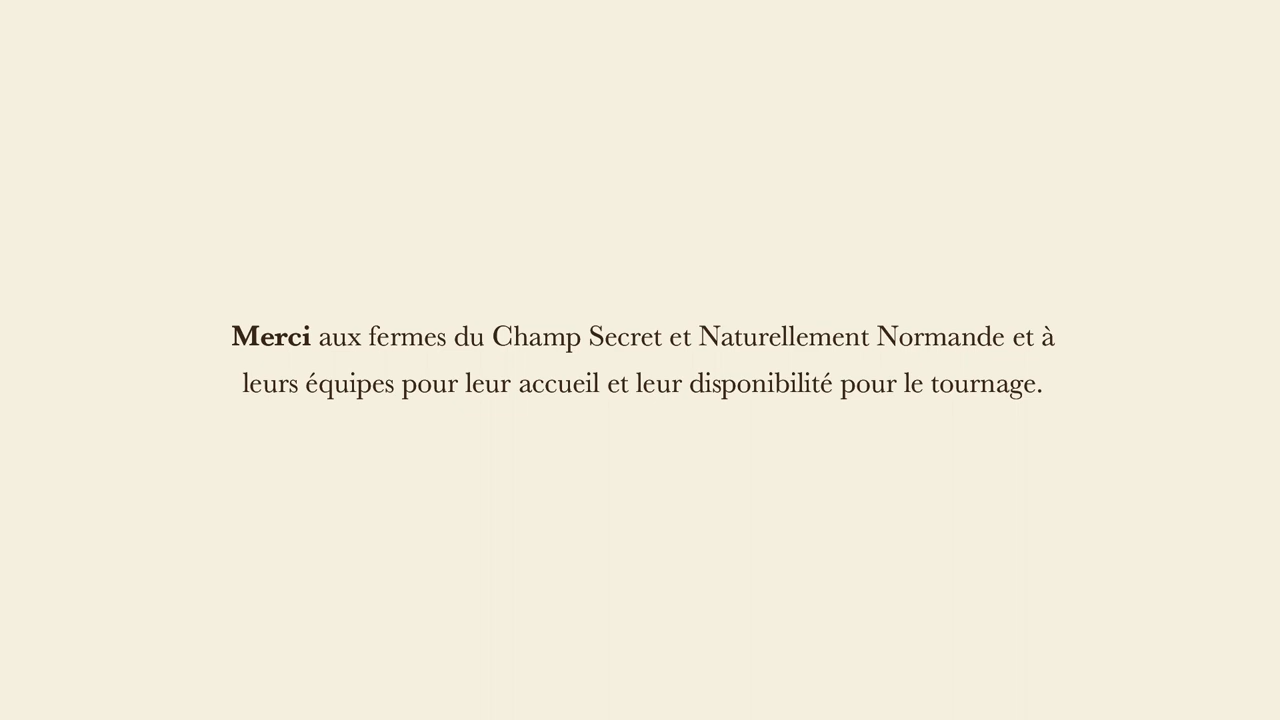 Merci aux fermes du Champ Secret et Naturellement Normande et à
leurs équipes pour leur accueil et leur disponibilité pour le tournage.